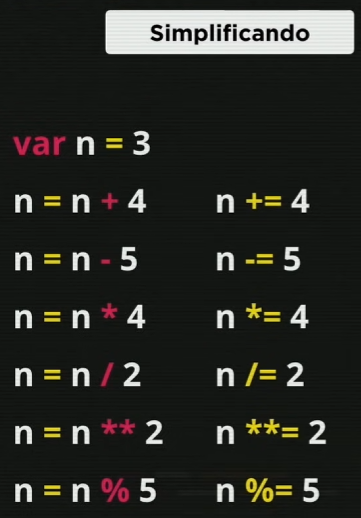 Simplificando
var n = 3
n = n + 4 n += 4
n = n - 5 n -= 5
n = n * 4 n *= 4
n = n / 2 n /= 2
n = n ** 2 n **= 2
n = n % 5 n %= 5